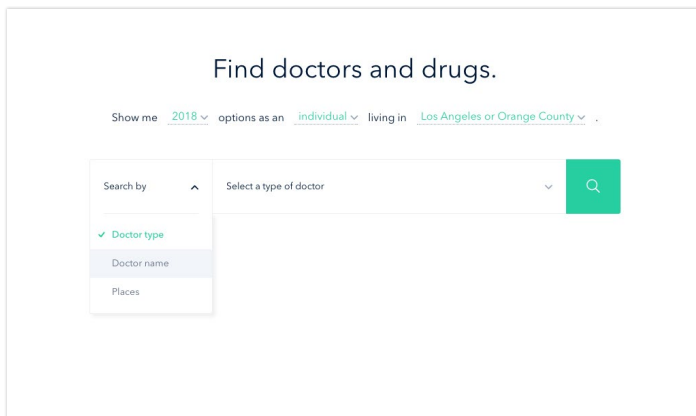 Find doctors and drugs.
Show me 2018 options as an individual living in Los Angeles or Orange County .
Search by Select a type of doctor
Doctor type
Doctor name
Places